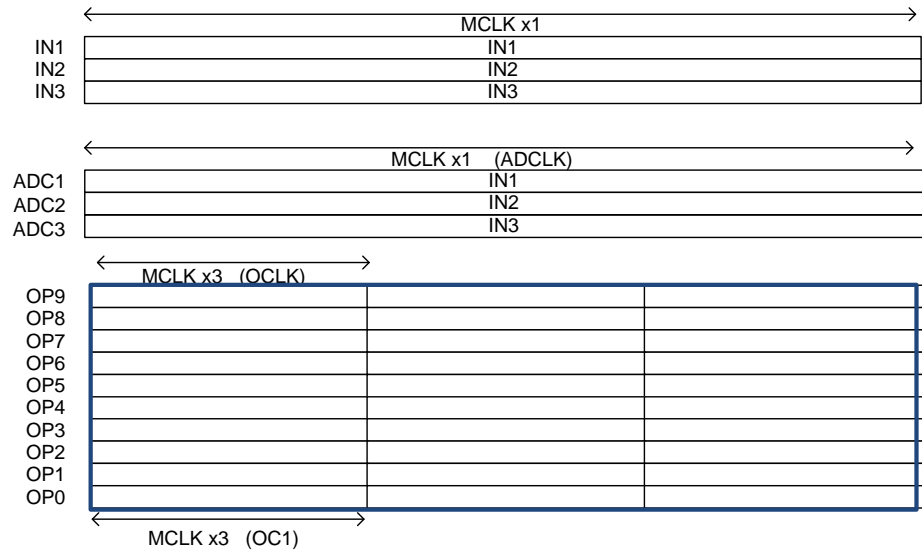 MCLK x1
IN1 IN1
IN2 IN2
IN3 IN3
MCLK x1 (ADCLK)
ADC1 IN1
ADC2 IN2
ADC3 IN3
MCLK x3 (OCLK)
OP9
OP8
OP7
OP6
OP5
OP4
OP3
OP2
OP1
OP0
MCLK x3 (OC1)